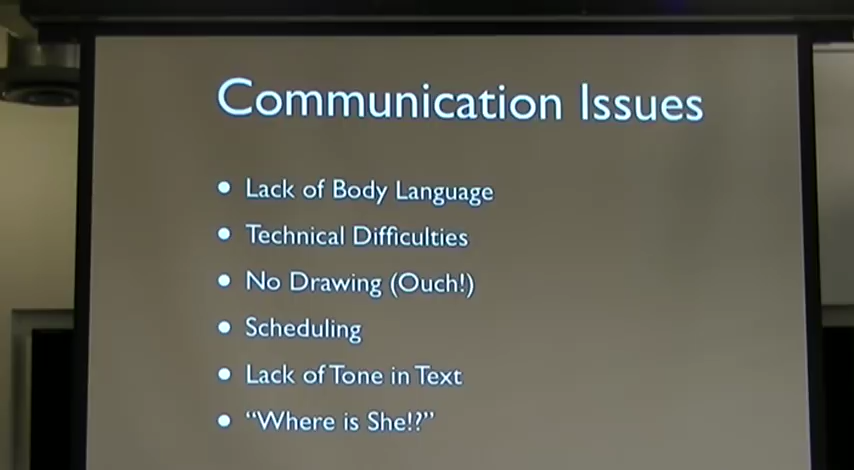 Communication Issues
• Lack of Body Language
• Technical Difficulties
• No Drawing (Ouch!)
• Scheduling
• Lack of Tone in Text
• “Where is She!?”